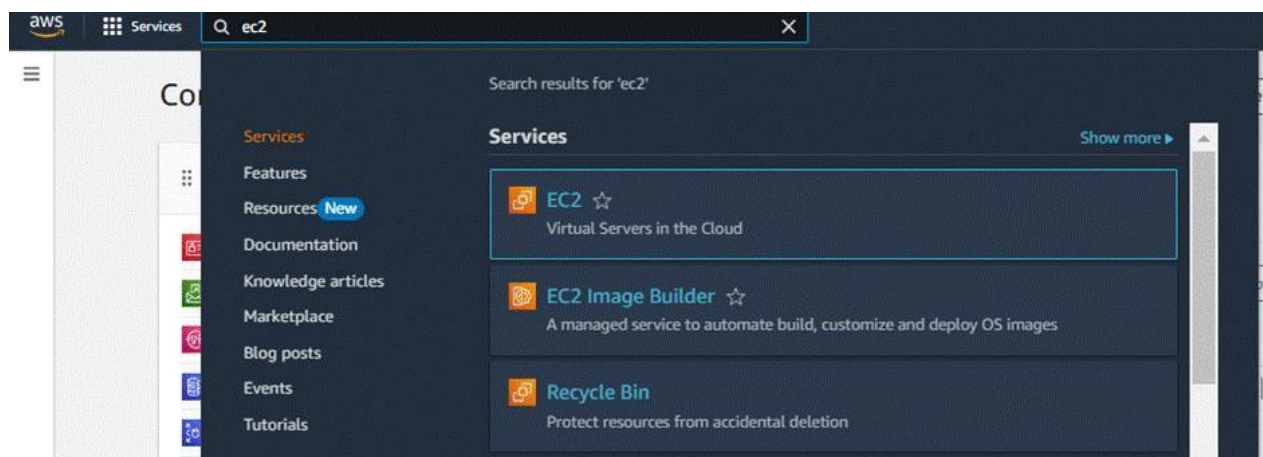 aws
Services
ec2
Search results for 'ec2'
Services
Features
Resources New
Documentation
Knowledge articles
Marketplace
Blog posts
Events
Tutorials
Services
Show more
EC2
Virtual Servers in the Cloud
EC2 Image Builder
A managed service to automate build, customize and deploy OS images
Recycle Bin
Protect resources from accidental deletion